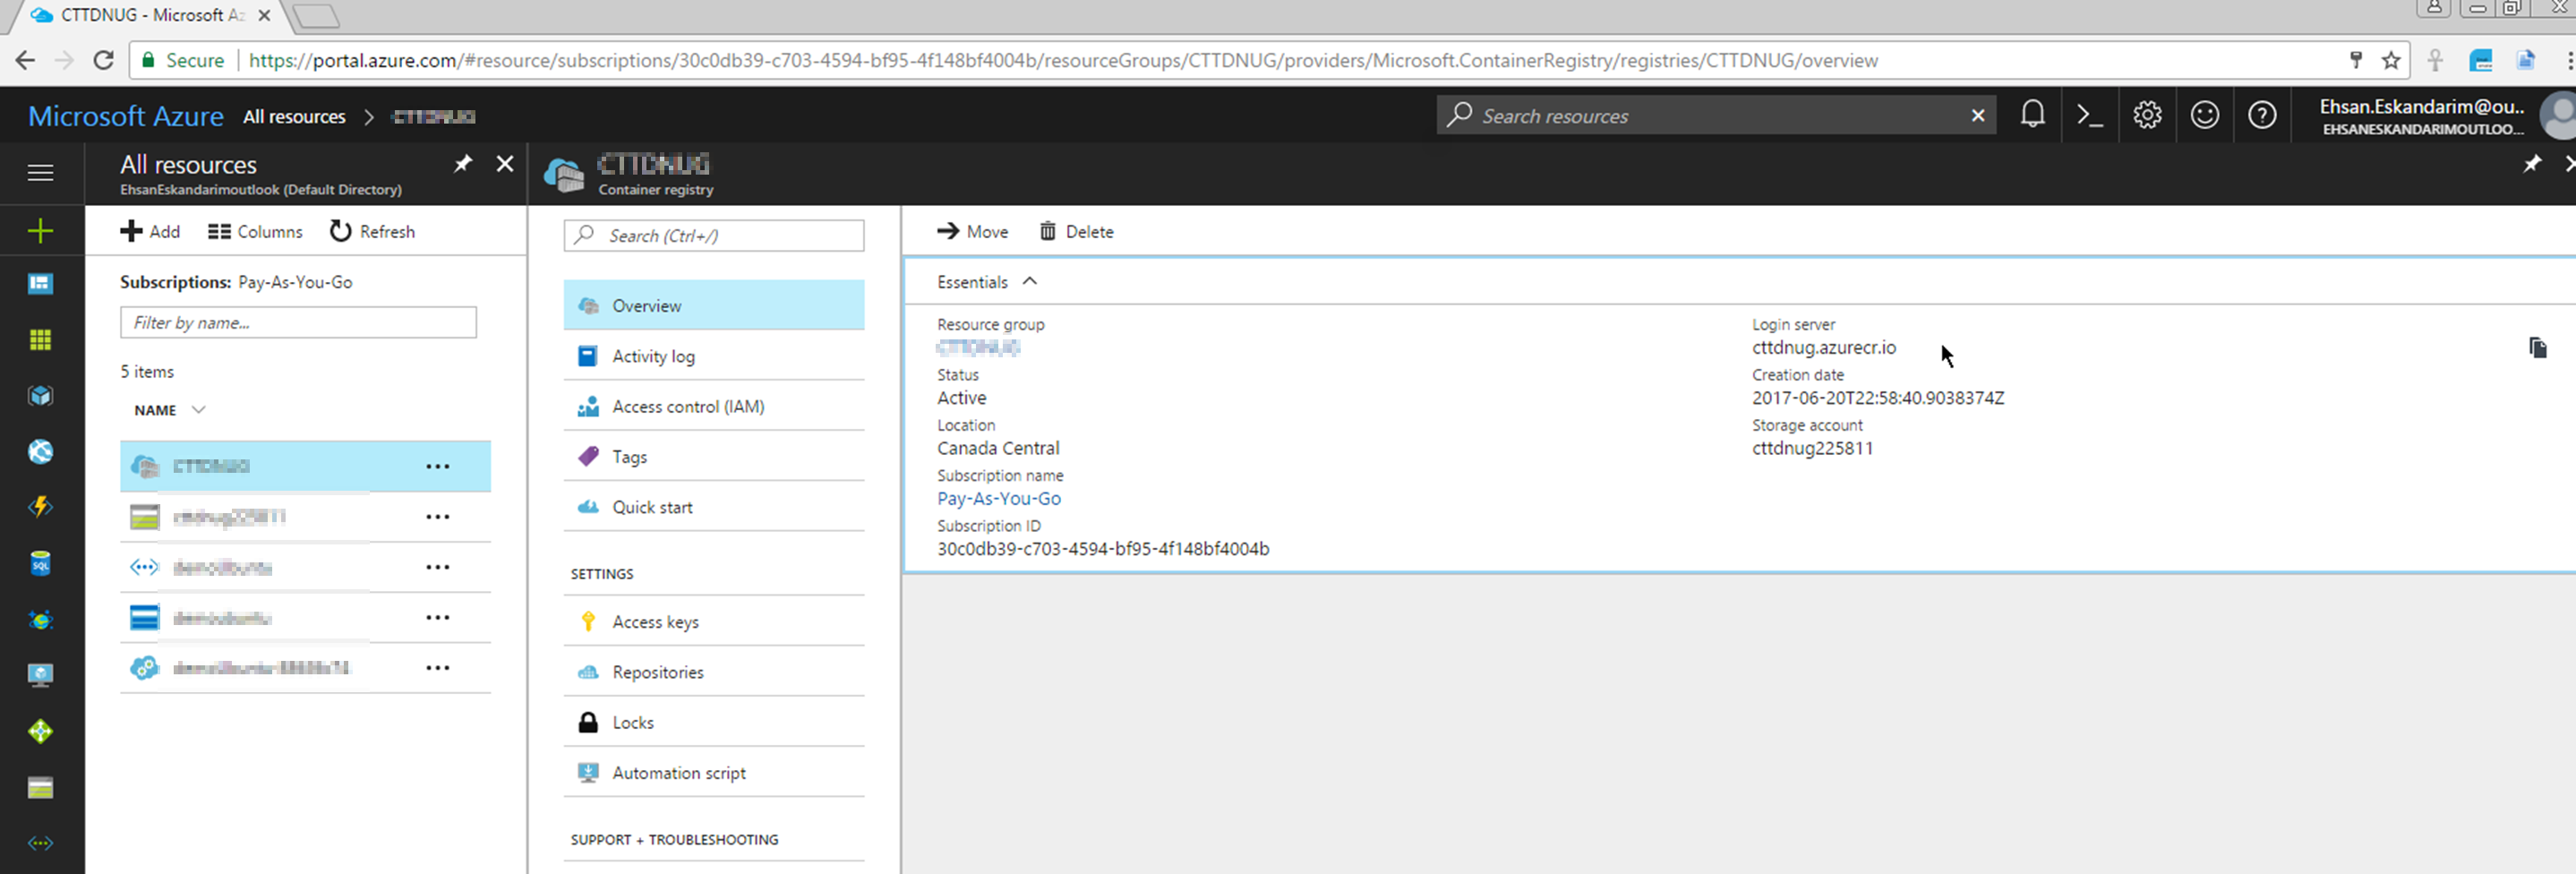 CTTDNUG - Microsoft Az
Secure https://portal.azure.com/#resource/subscriptions/30c0db39-c703-4594-bf95-4f148bf4004b/resourceGroups/CTTDNUG/providers/Microsoft.ContainerRegistry/registries/CTTDNUG/overview
Microsoft Azure All resources > CTTDNUG
Search resources
Ehsan.Eskandarim@ou..
EHSANESKANDARIMOUTLOO...
All resources
EhsanEskandarimoutlook (Default Directory)
Add Columns Refresh
Subscriptions: Pay-As-You-Go
Filter by name...
5 items
NAME
CTTDNUG
cttdnug225811
CTTDNUG
Container registry
Search (Ctrl+/)
Overview
Activity log
Access control (IAM)
Tags
Quick start
SETTINGS
Access keys
Repositories
Locks
Automation script
SUPPORT + TROUBLESHOOTING
Move Delete
Essentials
Resource group
CTTDNUG
Status
Active
Location
Canada Central
Subscription name
Pay-As-You-Go
Subscription ID
30c0db39-c703-4594-bf95-4f148bf4004b
Login server
cttdnug.azurecr.io
Creation date
2017-06-20T22:58:40.9038374Z
Storage account
cttdnug225811